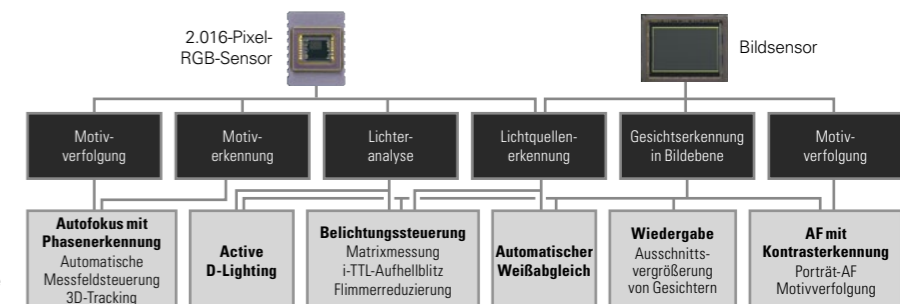 2.016-Pixel-
RGB-Sensor
Bildsensor
Motiv-
verfolgung
Motiv-
erkennung
Lichter-
analyse
Lichtquellen-
erkennung
Gesichtserkennung
in Bildebene
Motiv-
verfolgung
Autofokus mit
Phasenerkennung
Automatische
Messfeldsteuerung
3D-Tracking
Active
D-Lighting
Belichtungssteuerung
Matrixmessung
i-TTL-Aufhellblitz
Flimmerreduzierung
Automatischer
Weißabgleich
Wiedergabe
Ausschnitts-
vergrößerung
von Gesichtern
AF mit
Kontrasterkennung
Porträt-AF
Motivverfolgung